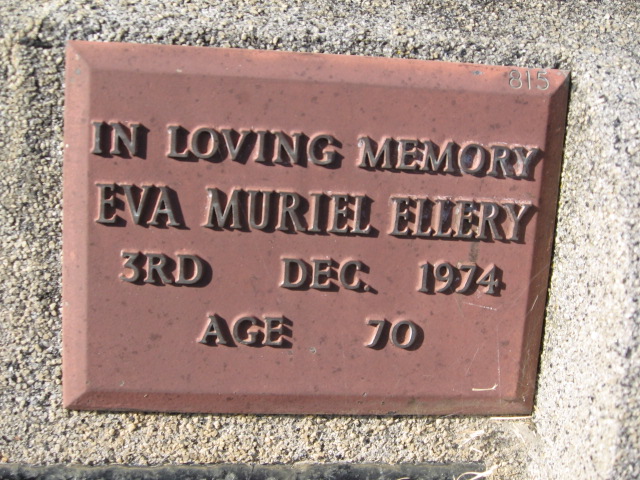 815
IN LOVING MEMORY
EVA MURIEL ELLERY
3RD DEC. 1974
AGE 70